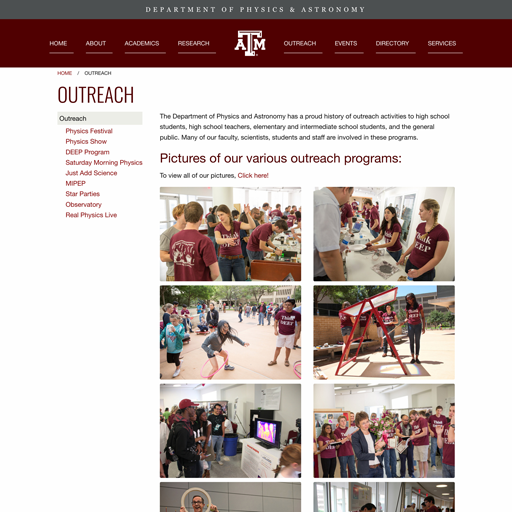 DEPARTMENT OF PHYSICS & ASTRONOMY
HOME ABOUT ACADEMICS RESEARCH ATM OUTREACH EVENTS DIRECTORY SERVICES
HOME / OUTREACH
OUTREACH
Outreach
Physics Festival
Physics Show
DEEP Program
Saturday Morning Physics
Just Add Science
MIPEP
Star Parties
Observatory
Real Physics Live
The Department of Physics and Astronomy has a proud history of outreach activities to high school
students, high school teachers, elementary and intermediate school students, and the general
public. Many of our faculty, scientists, students and staff are involved in these programs.
Pictures of our various outreach programs:
To view all of our pictures, Click here!
Think
DEEP
Think
DEEP